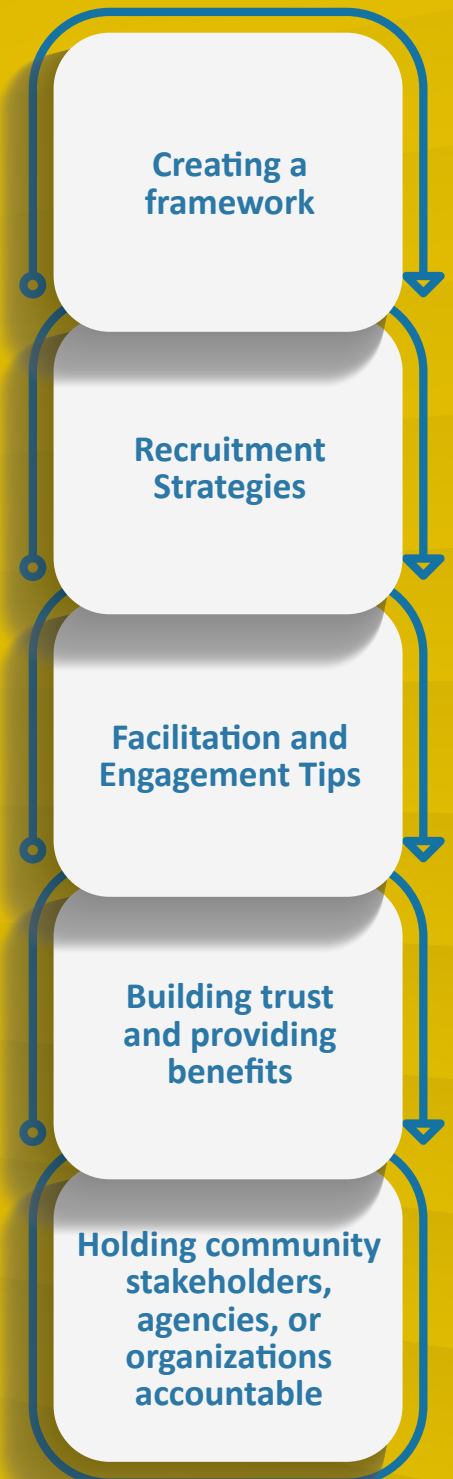 Creating a
framework
Recruitment
Strategies
Facilitation and
Engagement Tips
Building trust
and providing
benefits
Holding community
stakeholders,
agencies, or
organizations
accountable